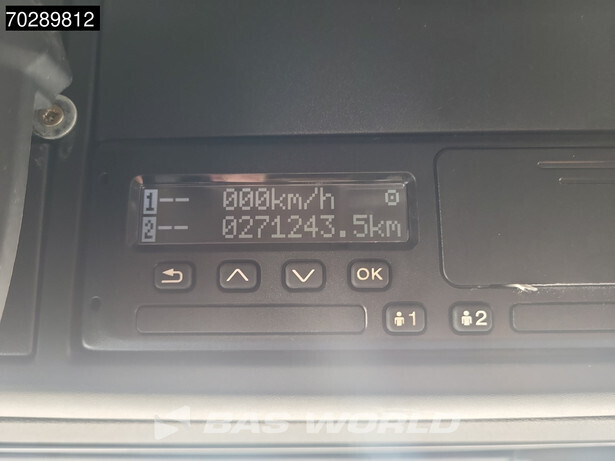 70289812
1-- 000km/h
2-- 0271243.5km
OK
1 2
BAS WORLD